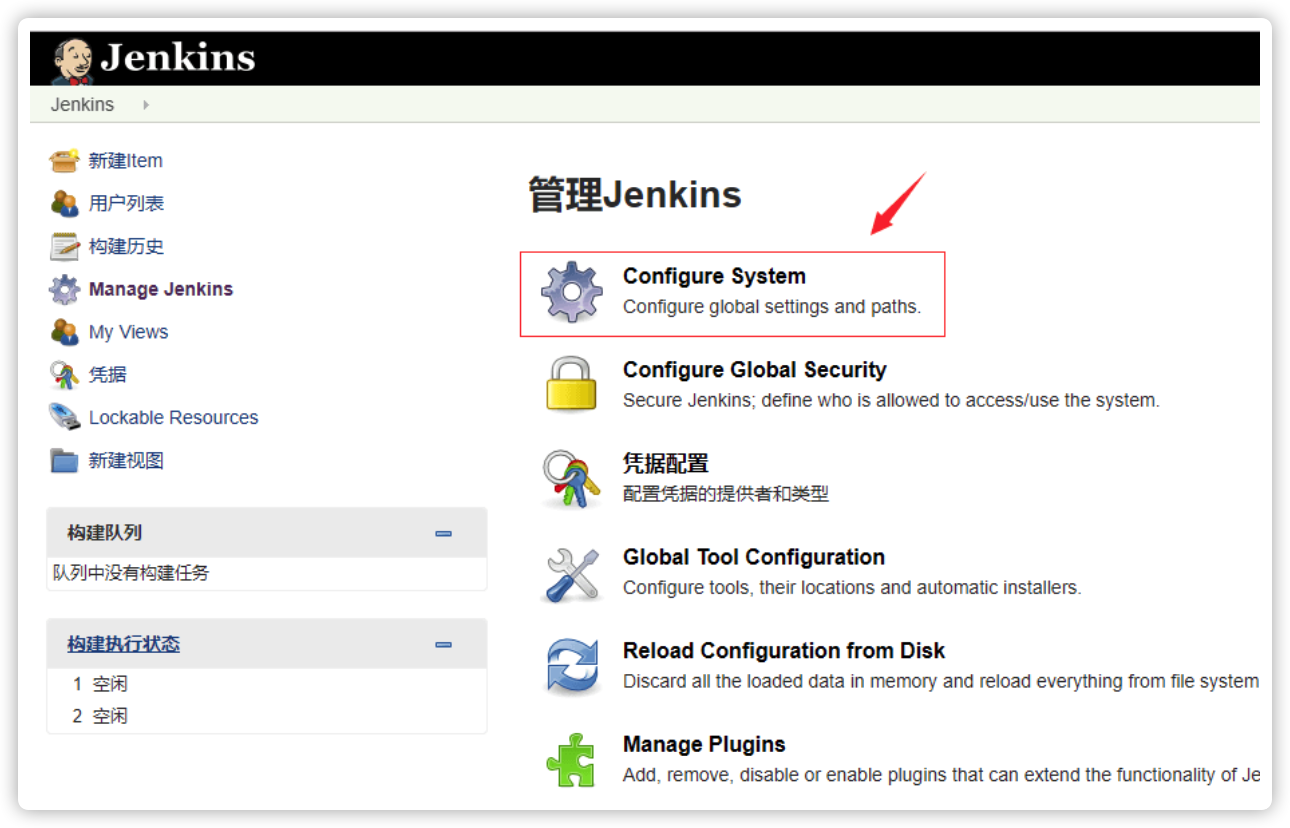 Jenkins
Jenkins
新建Item
用户列表
构建历史
Manage Jenkins
My Views
凭据
Lockable Resources
新建视图
构建队列
队列中没有构建任务
构建执行状态
1 空闲
2 空闲
管理Jenkins
Configure System
Configure global settings and paths.
Configure Global Security
Secure Jenkins; define who is allowed to access/use the system.
凭据配置
配置凭据的提供者和类型
Global Tool Configuration
Configure tools, their locations and automatic installers.
Reload Configuration from Disk
Discard all the loaded data in memory and reload everything from file system
Manage Plugins
Add, remove, disable or enable plugins that can extend the functionality of Je